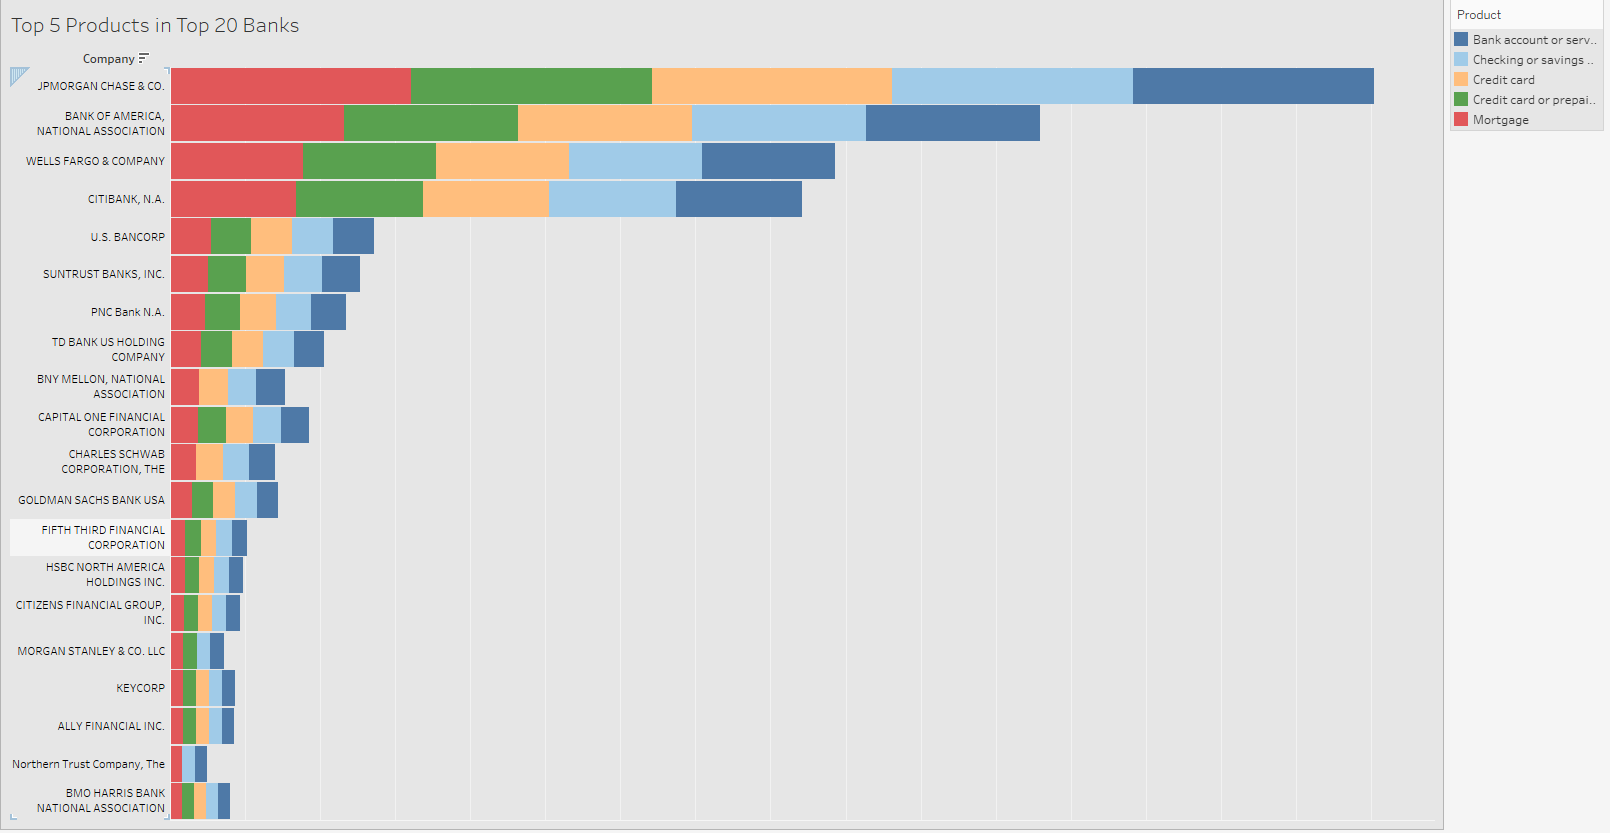 Top 5 Products in Top 20 Banks
Product
Bank account or serv..
Checking or savings ..
Credit card
Credit card or prepai..
Mortgage
Company
JPMORGAN CHASE & CO.
BANK OF AMERICA,
NATIONAL ASSOCIATION
WELLS FARGO & COMPANY
CITIBANK, N.A.
U.S. BANCORP
SUNTRUST BANKS, INC.
PNC Bank N.A.
TD BANK US HOLDING
COMPANY
BNY MELLON, NATIONAL
ASSOCIATION
CAPITAL ONE FINANCIAL
CORPORATION
CHARLES SCHWAB
CORPORATION, THE
GOLDMAN SACHS BANK USA
FIFTH THIRD FINANCIAL
CORPORATION
HSBC NORTH AMERICA
HOLDINGS INC.
CITIZENS FINANCIAL GROUP,
INC.
MORGAN STANLEY & CO. LLC
KEYCORP
ALLY FINANCIAL INC.
Northern Trust Company, The
BMO HARRIS BANK
NATIONAL ASSOCIATION